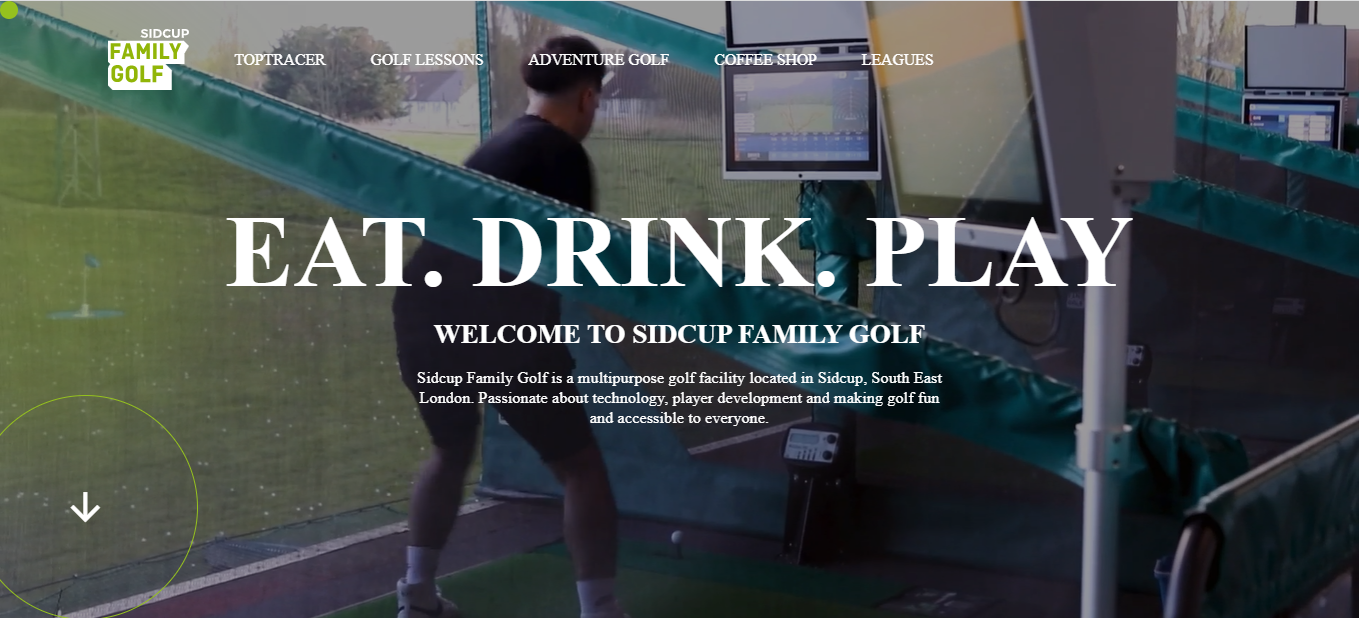 SIDCUP
FAMILY
GOLF
TOPTRACER GOLF LESSONS ADVENTURE GOLF COFFEE SHOP LEAGUES
EAT. DRINK. PLAY
WELCOME TO SIDCUP FAMILY GOLF
Sidcup Family Golf is a multipurpose golf facility located in Sidcup, South East
London. Passionate about technology, player development and making golf fun
and accessible to everyone.